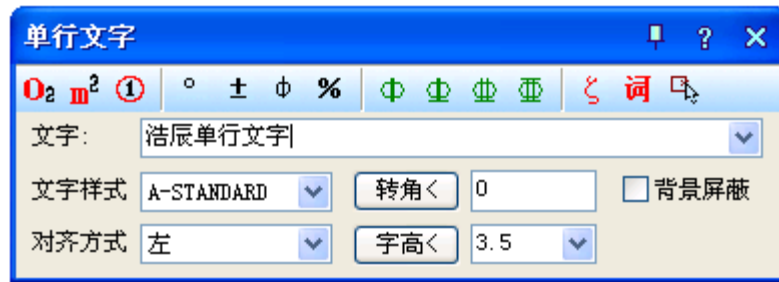 单行文字 ? ×
O₂ m² ① ° ± ϕ % Φ 词
文字: 浩辰单行文字
文字样式 A-STANDARD 转角< 0 背景屏蔽
对齐方式 左 字高< 3.5